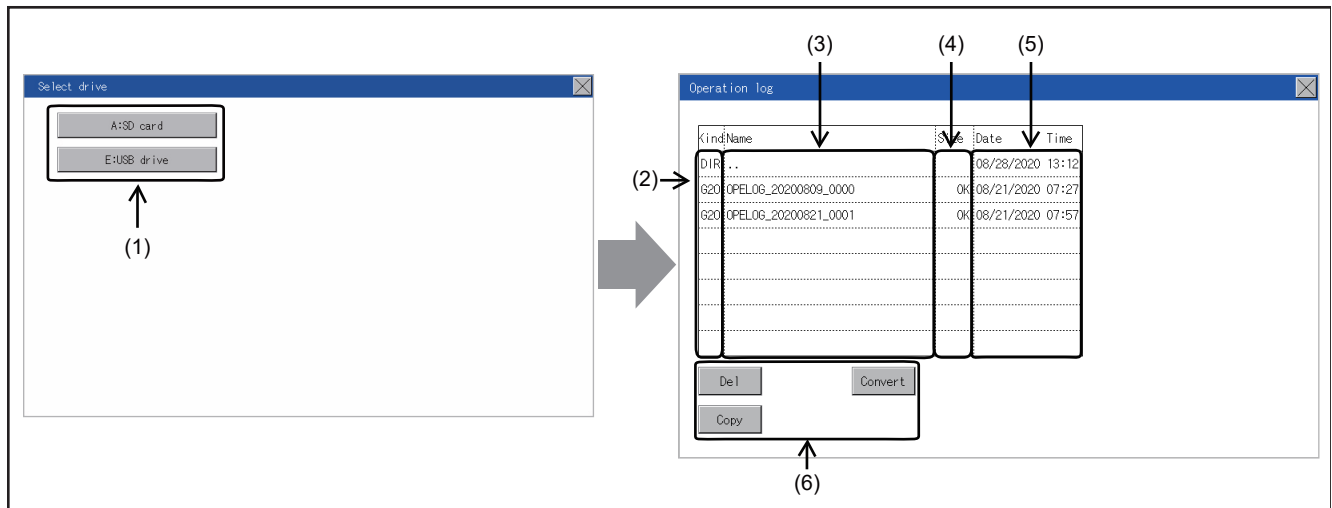 (3) (4) (5)
Select drive
A:SD card
E:USB drive
(1)
Operation log
Kind Name Size Date Time
(2)
DIR .. 08/28/2020 13:12
G2O OPELOG_20200809_0000 0K 08/21/2020 07:27
G2O OPELOG_20200821_0001 0K 08/21/2020 07:57
Del Convert
Copy
(6)